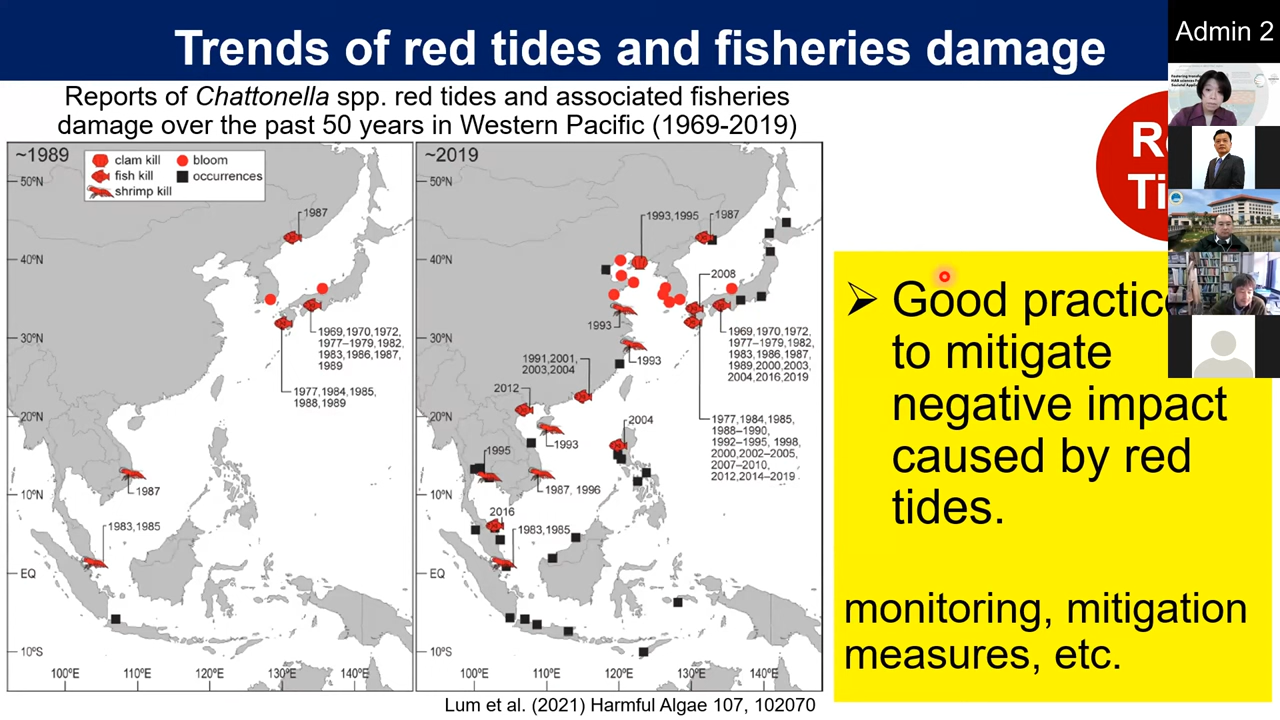 Trends of red tides and fisheries damage
Admin 2
Reports of Chattonella spp. red tides and associated fisheries
damage over the past 50 years in Western Pacific (1969-2019)
~1989
clam kill
bloom
fish kill
occurrences
shrimp kill
50°N
40°N
30°N
20°N
10°N
EQ
10°S
100°E
110°E
120°E
130°E
140°E
1987
1969,1970,1972,
1977–1979,1982,
1983,1986,1987,
1989
1977,1984,1985,
1988,1989
1987
1983,1985
~2019
50°N
40°N
30°N
20°N
10°N
EQ
10°S
100°E
110°E
120°E
130°E
140°E
1993,1995
1987
2008
1993
1993
1969,1970,1972,
1977–1979,1982,
1983,1986,1987,
1989,2000,2003,
2004,2016,2019
1991,2001,
2003,2004
2012
2004
1993
1995
1987, 1996
1977,1984,1985,
1988–1990,
1992–1995, 1998,
2000,2002–2005,
2007–2010,
2012,2014–2019
2016
1983,1985
R
Ti
➢ Good practice
to mitigate
negative impact
caused by red
tides.
monitoring, mitigation
measures, etc.
Lum et al. (2021) Harmful Algae 107, 102070